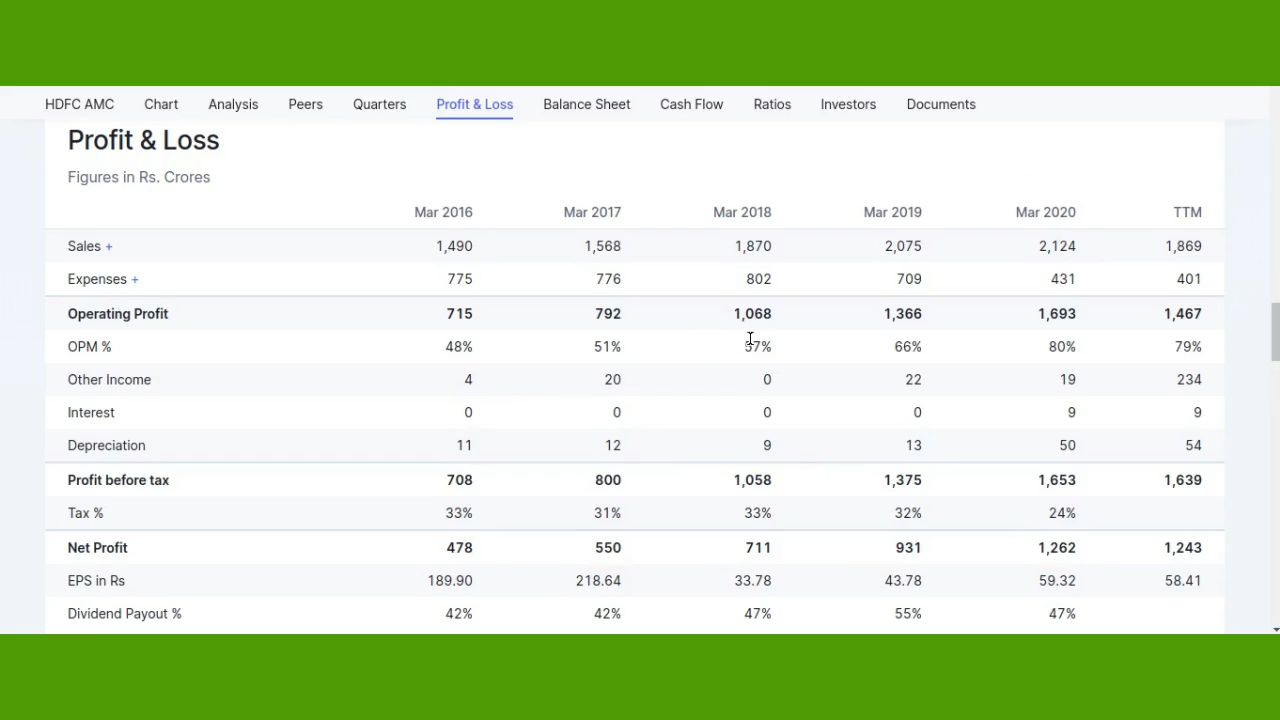 HDFC AMC Chart Analysis Peers Quarters Profit & Loss Balance Sheet Cash Flow Ratios Investors Documents
Profit & Loss
Figures in Rs. Crores
Mar 2016 Mar 2017 Mar 2018 Mar 2019 Mar 2020 TTM
Sales + 1,490 1,568 1,870 2,075 2,124 1,869
Expenses + 775 776 802 709 431 401
Operating Profit 715 792 1,068 1,366 1,693 1,467
OPM % 48% 51% 57% 66% 80% 79%
Other Income 4 20 0 22 19 234
Interest 0 0 0 0 9 9
Depreciation 11 12 9 13 50 54
Profit before tax 708 800 1,058 1,375 1,653 1,639
Tax % 33% 31% 33% 32% 24%
Net Profit 478 550 711 931 1,262 1,243
EPS in Rs 189.90 218.64 33.78 43.78 59.32 58.41
Dividend Payout % 42% 42% 47% 55% 47%